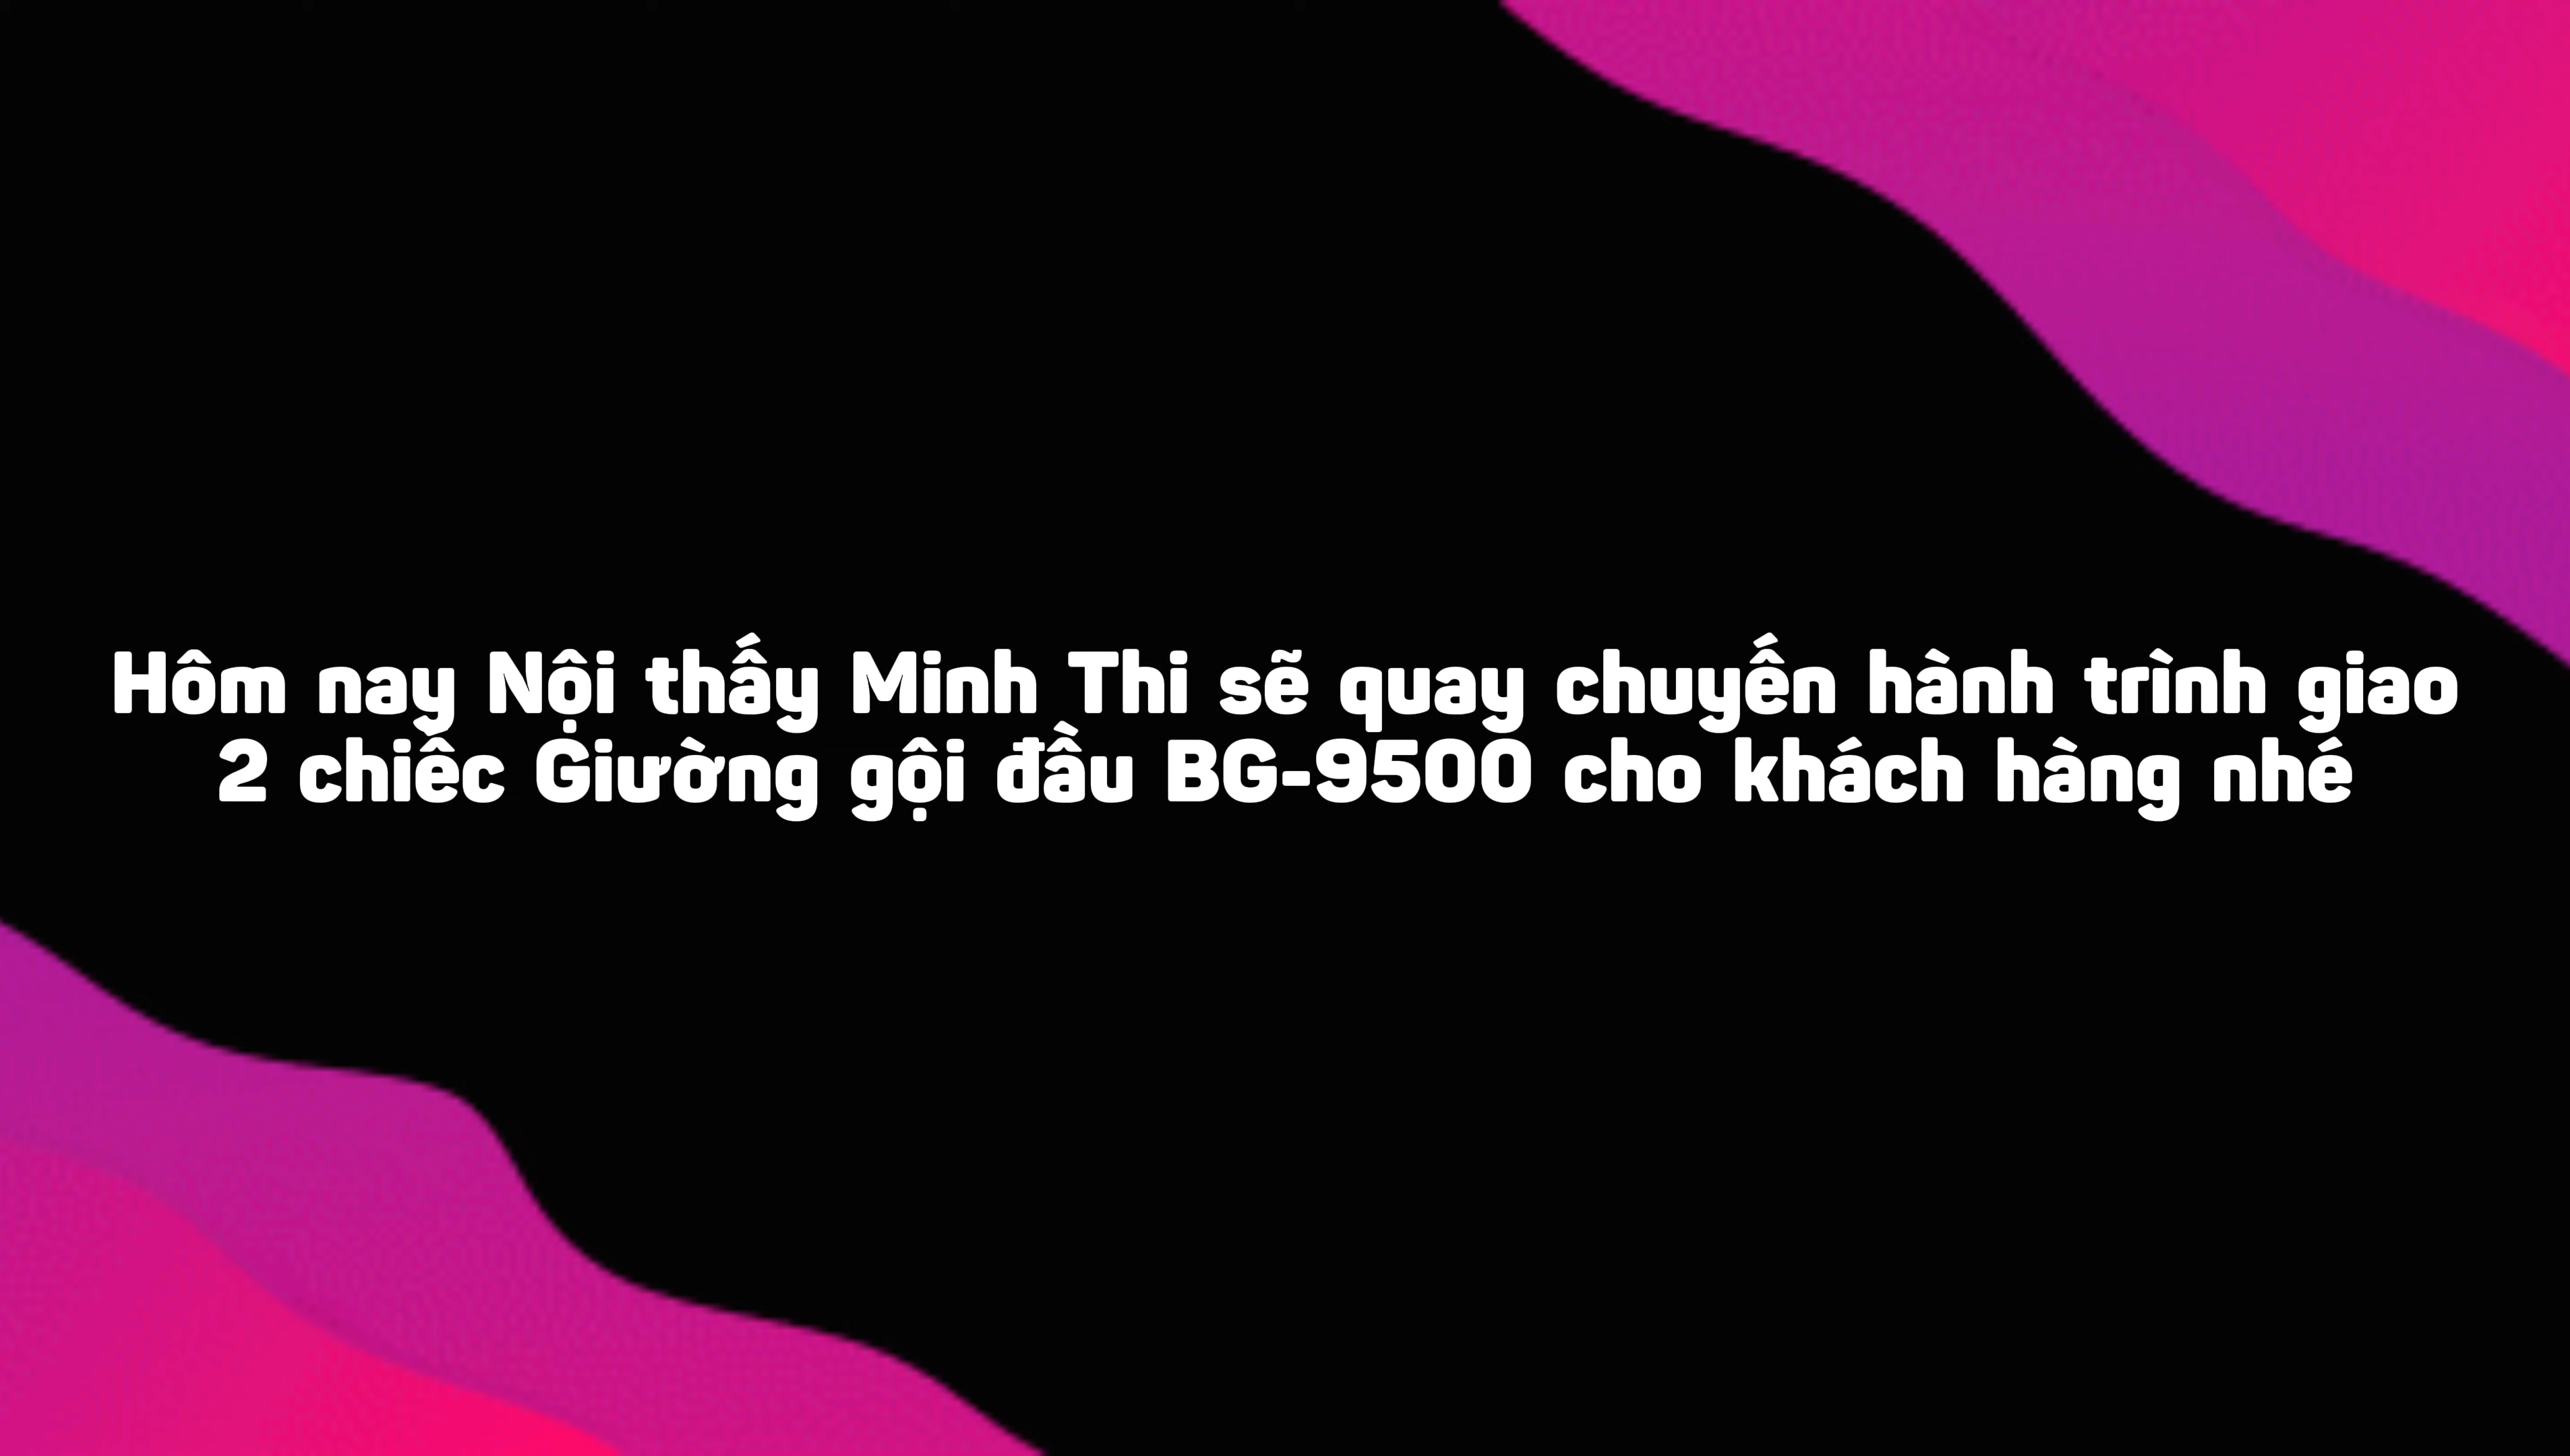 Hôm nay Nội thấy Minh Thi sẽ quay chuyến hành trình giao
2 chiếc Giường gội đầu BG-9500 cho khách hàng nhé